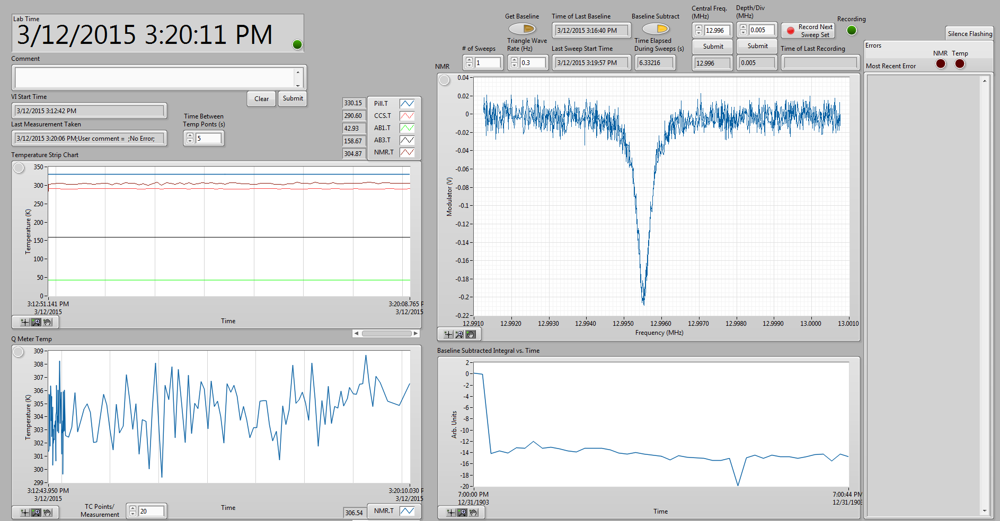 Lab Time
3/12/2015 3:20:11 PM
Comment
VI Start Time
3/12/2015 3:12:42 PM
Clear
Submit
Last Measurement Taken
3/12/2015 3:20:06 PM;User comment =  ;No Error;
Time Between
Temp Ponts (s)
5
330.15 Pill.T
290.60 CCS.T
42.93 AB1.T
158.67 AB3.T
304.87 NMR.T
Temperature Strip Chart
350
300
250
200
150
100
50
0
Temperature (K)
3:12:51.141 PM
3/12/2015
3:20:08.765 P
3/12/2015
Time
Q Meter Temp
309
308
307
306
305
304
303
302
301
300
299
Temperature (K)
3:12:43.950 PM
3/12/2015
3:20:10.030 P
3/12/2015
Time
TC Points/
Measurement
20
306.54 NMR.T
Get Baseline
Time of Last Baseline
3/12/2015 3:16:40 PM
Baseline Subtract
Central Freq.
(MHz)
12.996
Submit
12.996
Depth/Div
(MHz)
0.005
Submit
0.005
Record Next
Sweep Set
Recording
Time of Last Recording
# of Sweeps
1
Triangle Wave
Rate (Hz)
0.3
Last Sweep Start Time
3/12/2015 3:19:57 PM
Time Elapsed
During Sweeps (s)
6.33216
NMR
0.04
0.02
0
-0.02
-0.04
-0.06
-0.08
-0.1
-0.12
-0.14
-0.16
-0.18
-0.2
-0.22
Modulator (V)
12.9910 12.9920 12.9930 12.9940 12.9950 12.9960 12.9970 12.9980 12.9990 13.0000 13.0010
Frequency (MHz)
Baseline Subtracted Integral vs. Time
2
0
-2
-4
-6
-8
-10
-12
-14
-16
-18
-20
Arb. Units
7:00:00 PM
12/31/1903
7:00:44 PM
12/31/1903
Time
Silence Flashing
Errors
NMR Temp
Most Recent Error